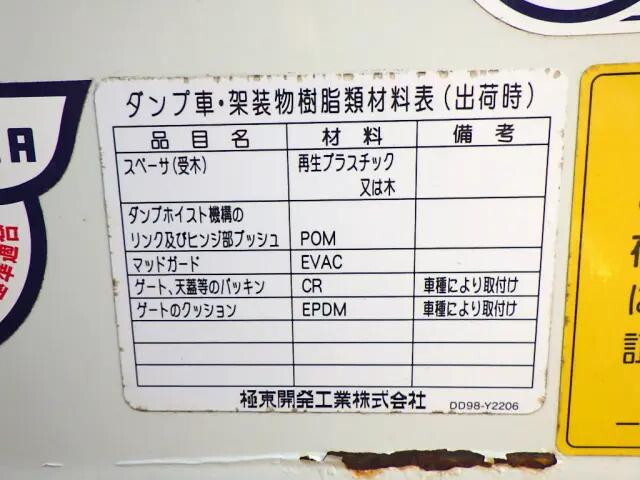 ダンプ車・架装物樹脂類材料表(出荷時)
品目名 材料 備考
スペーサ(受木) 再生プラスチック
又は木
ダンプホイスト機構の
リンク及びヒンジ部ブッシュ POM
マッドガード EVAC
ゲート、天蓋等のパッキン CR 車種により取付け
ゲートのクッション EPDM 車種により取付け
極東開発工業株式会社 DD98-Y2206